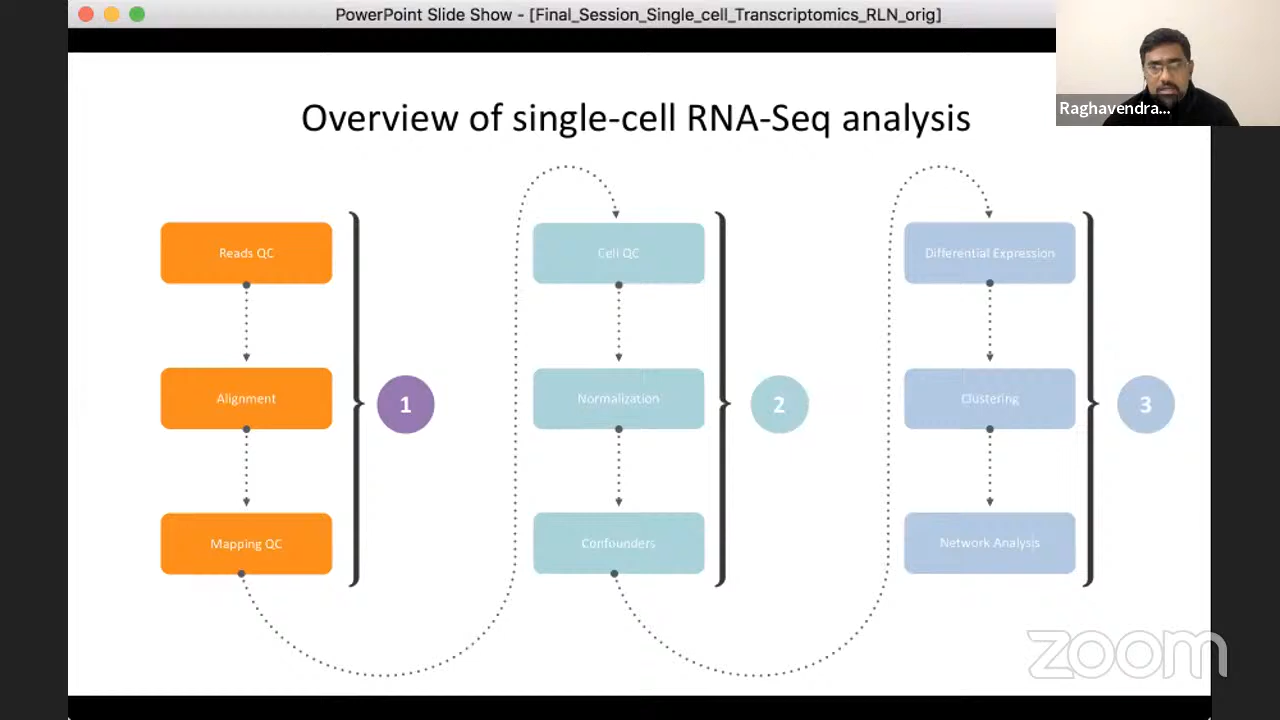 PowerPoint Slide Show - [Final_Session_Single_cell_Transcriptomics_RLN_orig]
Raghavendra...
Overview of single-cell RNA-Seq analysis
Reads QC
Alignment
Mapping QC
1
Cell QC
Normalization
Confounders
2
Differential Expression
Clustering
Network Analysis
3
zoom